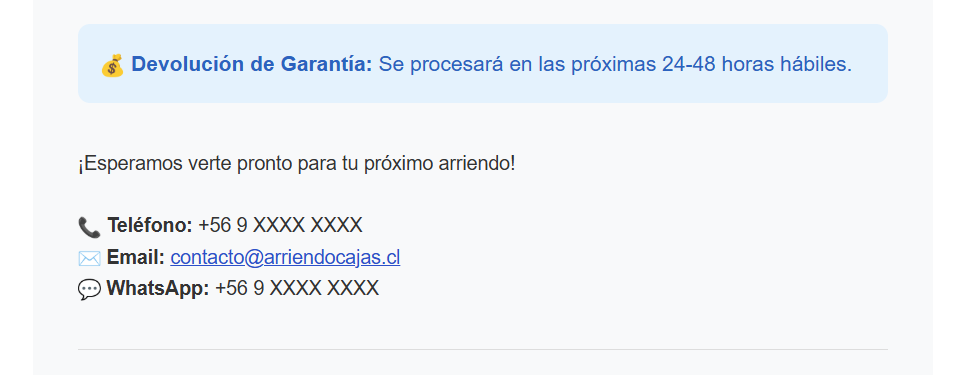 💰 Devolución de Garantía: Se procesará en las próximas 24-48 horas hábiles.
¡Esperamos verte pronto para tu próximo arriendo!
📞 Teléfono: +56 9 XXXX XXXX
✉️ Email: contacto@arriendocajas.cl
💬 WhatsApp: +56 9 XXXX XXXX